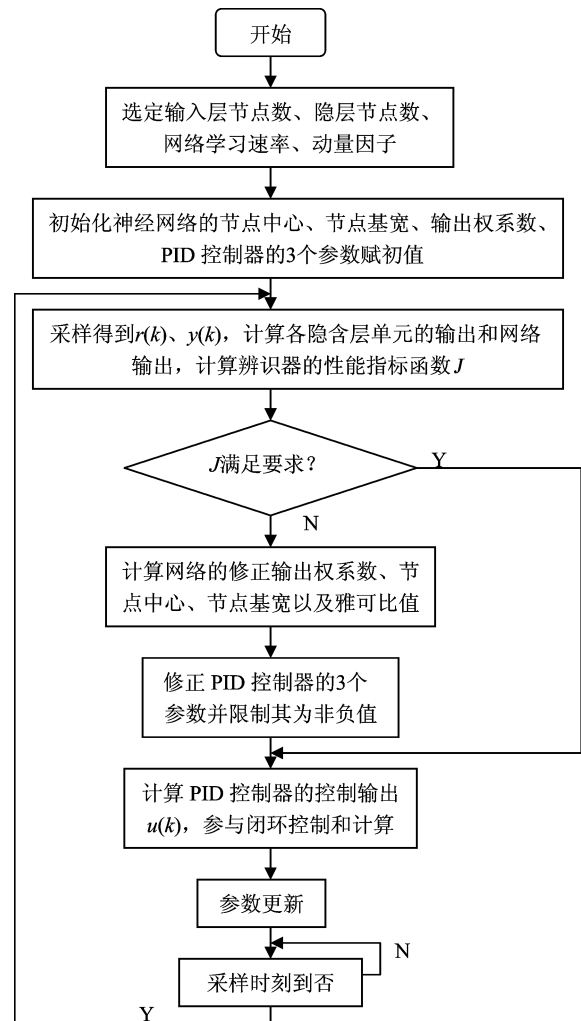 开始
选定输入层节点数、隐层节点数、
网络学习速率、动量因子
初始化神经网络的节点中心、节点基宽、输出权系数、
PID 控制器的3个参数赋初值
采样得到r(k)、y(k)，计算各隐含层单元的输出和网络
输出，计算辨识器的性能指标函数J
J满足要求？
Y
N
计算网络的修正输出权系数、节
点中心、节点基宽以及雅可比值
修正 PID 控制器的3个
参数并限制其为非负值
计算 PID 控制器的控制输出
u(k)，参与闭环控制和计算
参数更新
N
采样时刻到否
Y